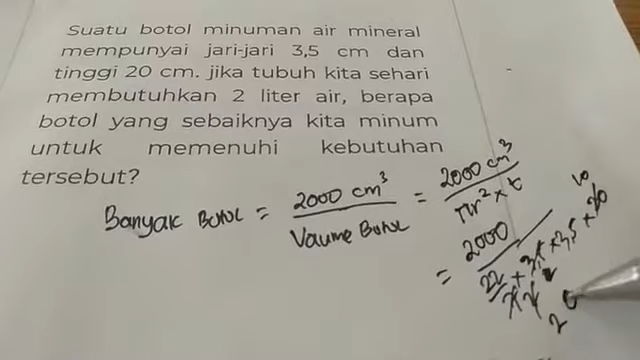 Suatu botol minuman air mineral
mempunyai jari-jari 3,5 cm dan
tinggi 20 cm. jika tubuh kita sehari
membutuhkan 2 liter air, berapa
botol yang sebaiknya kita minum
untuk memenuhi kebutuhan
tersebut?
Banyak Botol = 2000 cm³ / Voume Botol = 2000 cm³ / πr² × t
= 2000 / 22 × 3,5 × 3,5 × 20